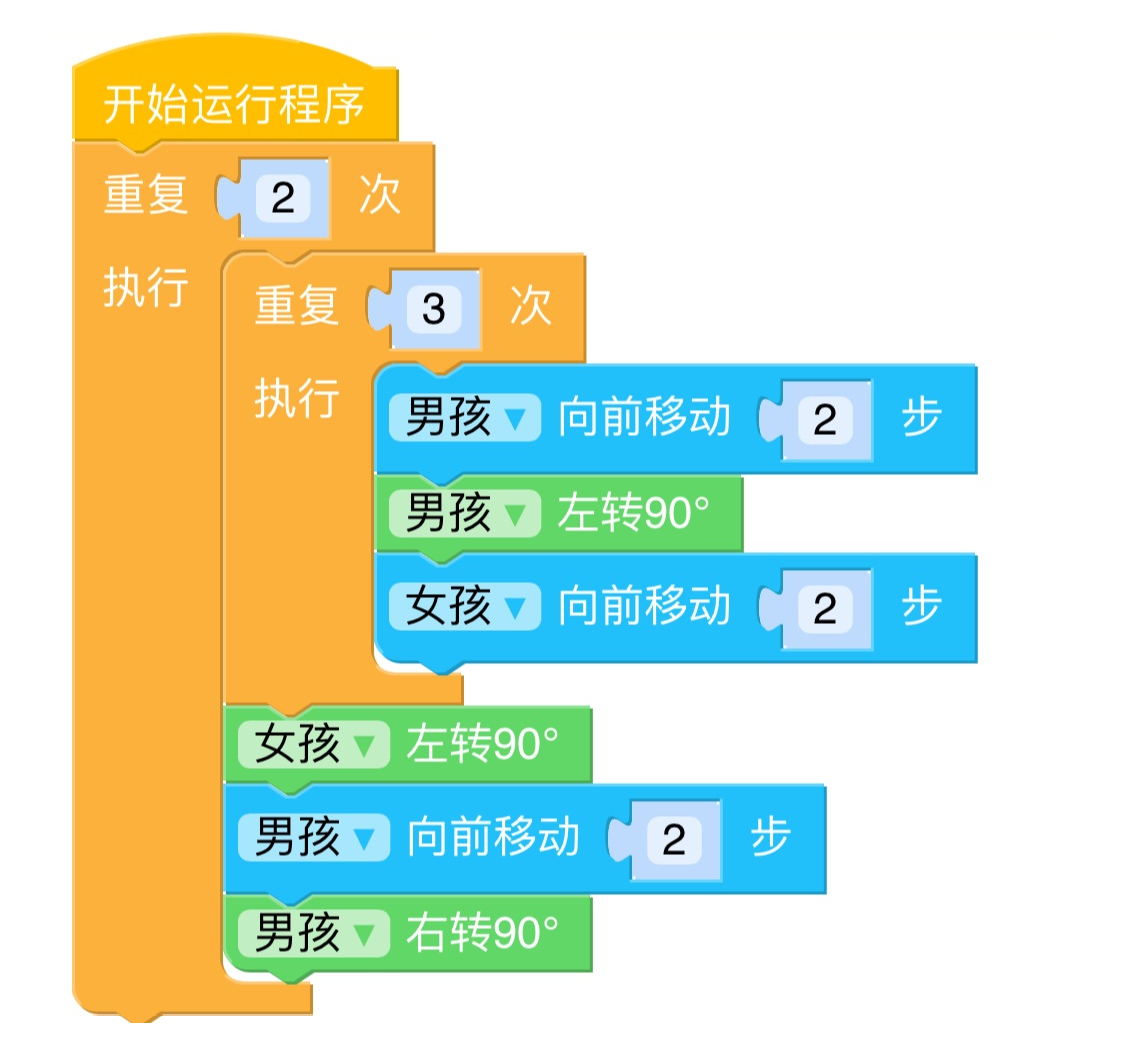 开始运行程序
重复 2 次
执行
重复 3 次
执行
男孩▼ 向前移动 2 步
男孩▼ 左转90°
女孩▼ 向前移动 2 步
女孩▼ 左转90°
男孩▼ 向前移动 2 步
男孩▼ 右转90°